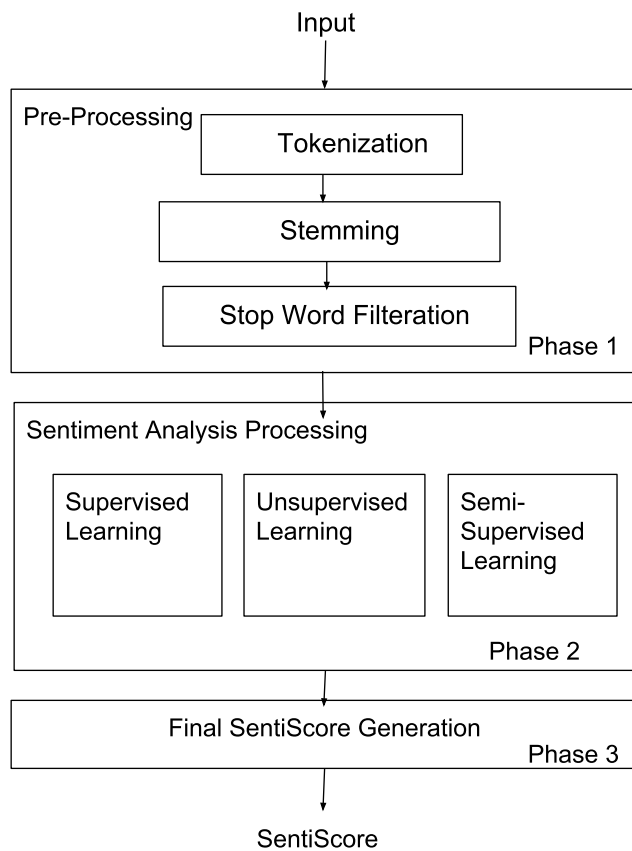 Input
Pre-Processing
Tokenization
Stemming
Stop Word Filteration
Phase 1
Sentiment Analysis Processing
Supervised
Learning
Unsupervised
Learning
Semi-
Supervised
Learning
Phase 2
Final SentiScore Generation
Phase 3
SentiScore